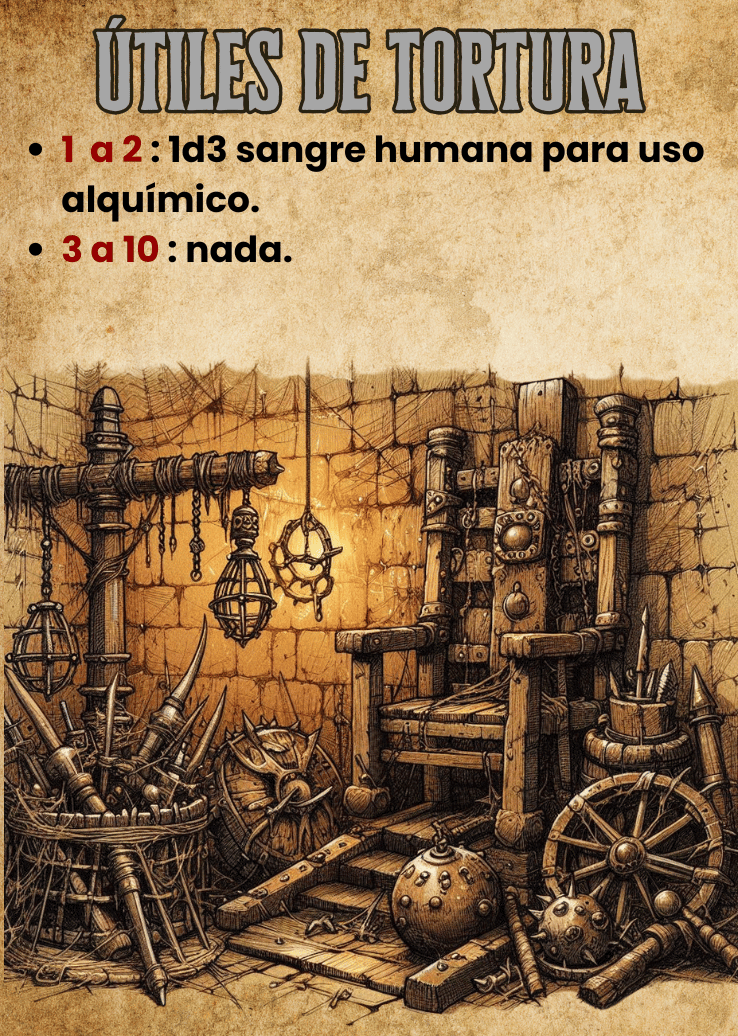 ÚTILES DE TORTURA
• 1 a 2 : 1d3 sangre humana para uso
alquímico.
• 3 a 10 : nada.